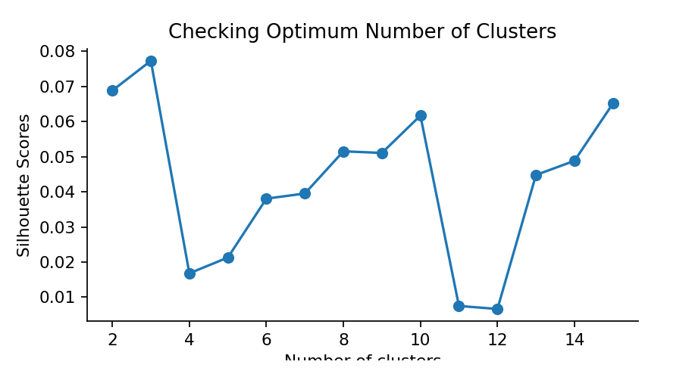 Checking Optimum Number of Clusters
0.08
0.07
0.06
0.05
0.04
0.03
0.02
0.01
Silhouette Scores
2 4 6 8 10 12 14
Number of clusters